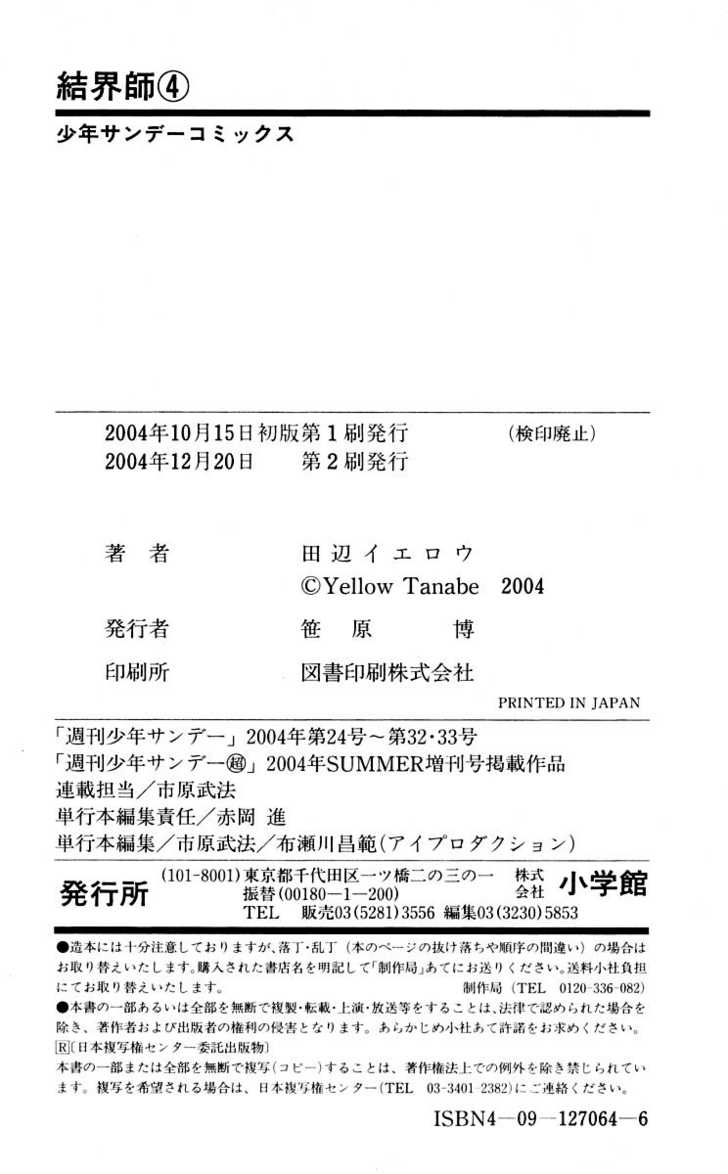 結界師④
少年サンデーコミックス
2004年10月15日初版第1刷発行　（検印廃止）
2004年12月20日　第2刷発行
著者　田辺イエロウ
©Yellow Tanabe 2004
発行者　笹原　博
印刷所　図書印刷株式会社
PRINTED IN JAPAN
「週刊少年サンデー」2004年第24号～第32・33号
「週刊少年サンデー㊝」2004年SUMMER増刊号掲載作品
連載担当／市原武法
単行本編集責任／赤岡 進
単行本編集／市原武法／布瀬川昌範(アイプロダクション)
発行所　(101-8001)東京都千代田区一ツ橋二の三の一　株式会社　小学館
振替(00180—1—200)
TEL　販売03(5281)3556 編集03(3230)5853
●造本には十分注意しておりますが、落丁・乱丁（本のページの抜け落ちや順序の間違い）の場合は
お取り替えいたします。購入された書店名を明記して「制作局」あてにお送りください。送料小社負担
にてお取り替えいたします。　制作局（TEL 0120-336-082)
●本書の一部あるいは全部を無断で複製・転載・上演・放送等をすることは、法律で認められた場合を
除き、著作者および出版者の権利の侵害となります。あらかじめ小社あて許諾をお求めください。
R〔日本複写権センター委託出版物〕
本書の一部または全部を無断で複写(コピー)することは、著作権法上での例外を除き禁じられてい
ます。複写を希望される場合は、日本複写権センター(TEL 03-3401-2382)にご連絡ください。
ISBN4—09—127064—6